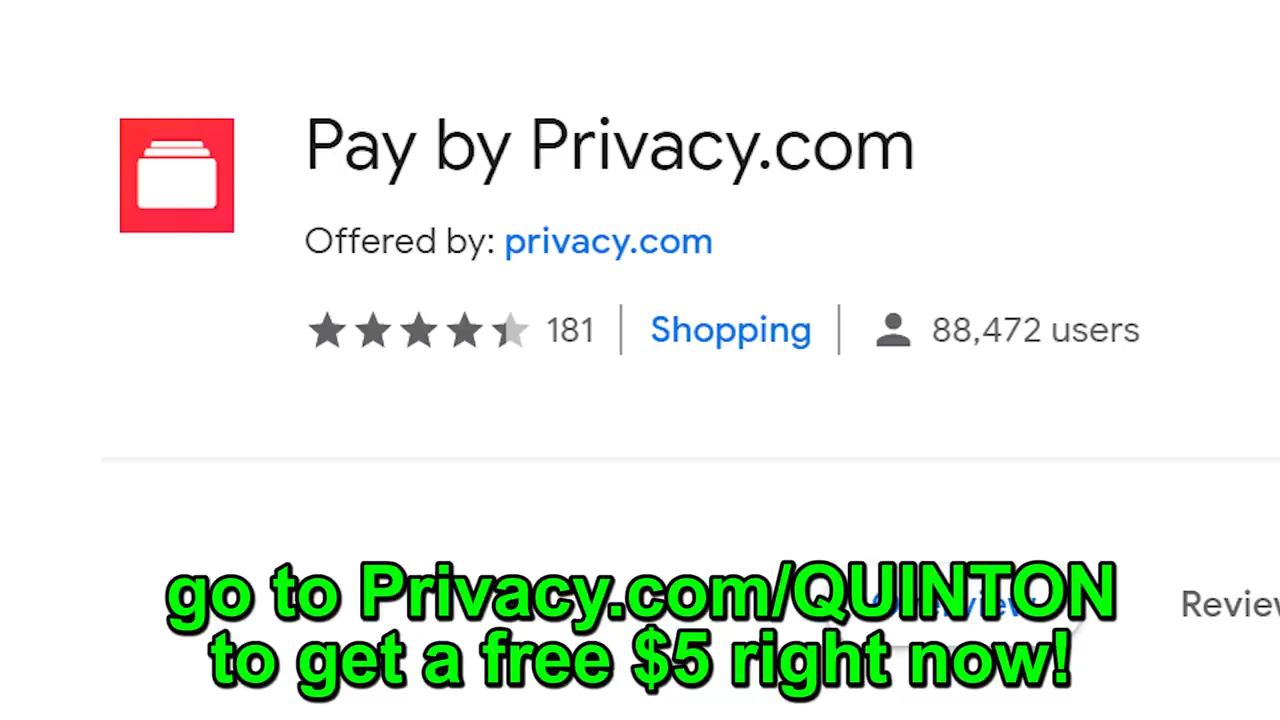 Pay by Privacy.com
Offered by: privacy.com
181 Shopping 88,472 users
go to Privacy.com/QUINTON
to get a free $5 right now!